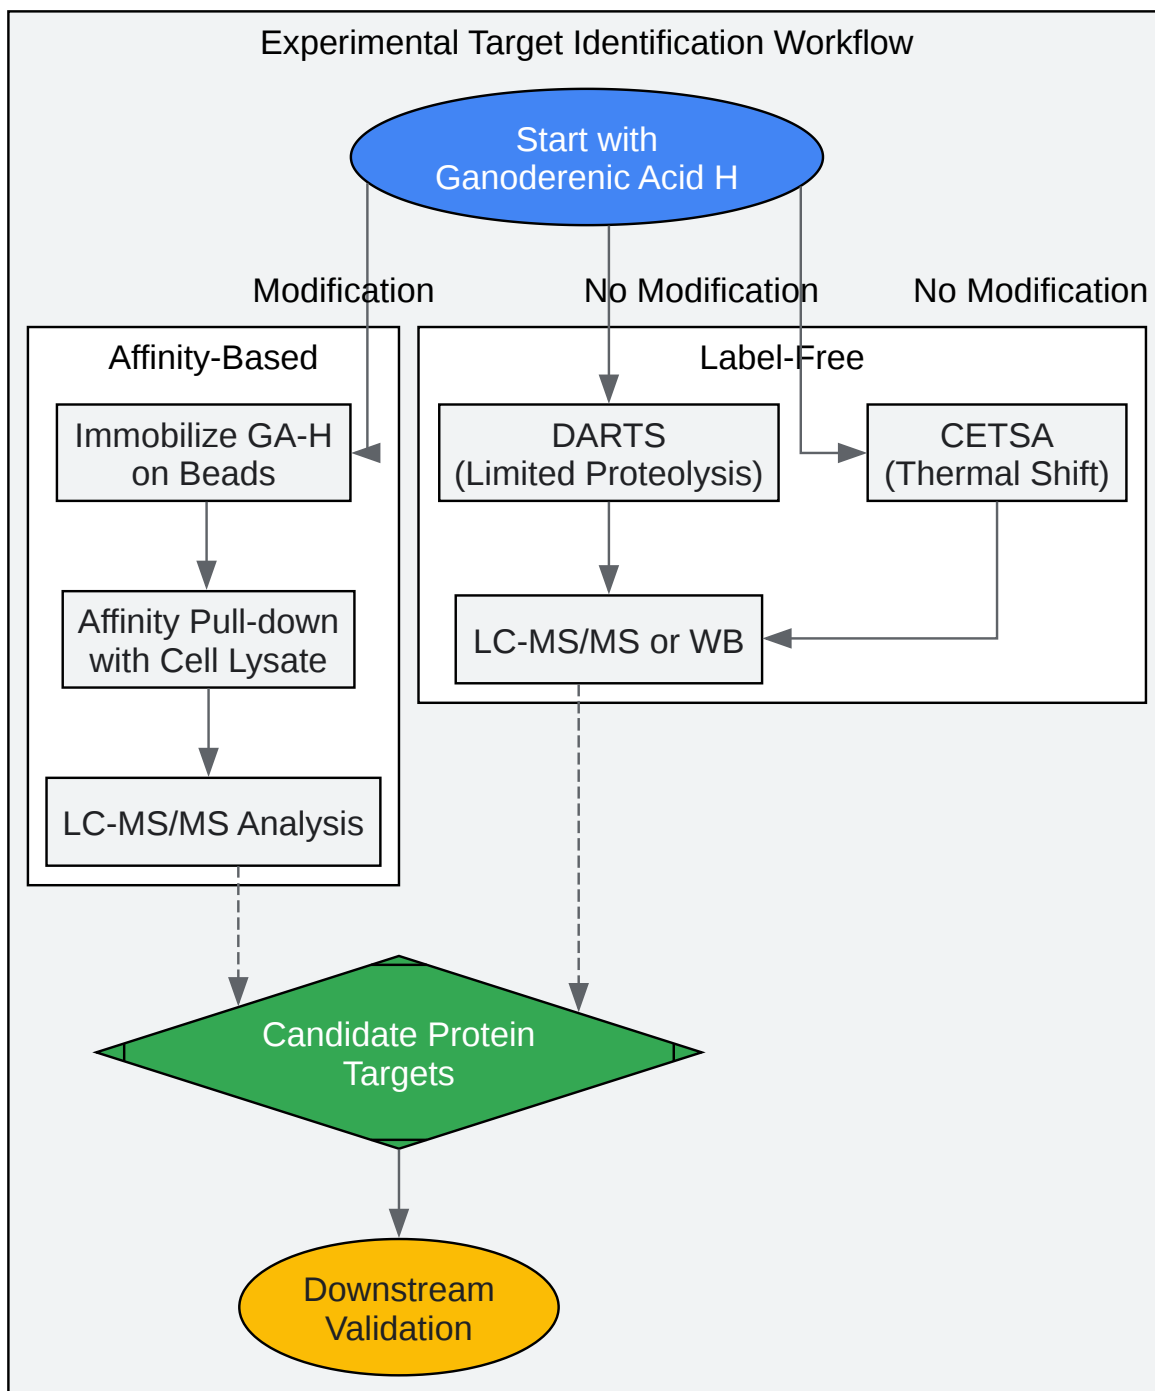 Experimental Target Identification Workflow
Start with
Ganoderenic Acid H
Modification
No Modification
No Modification
Affinity-Based
Label-Free
Immobilize GA-H
on Beads
DARTS
(Limited Proteolysis)
CETSA
(Thermal Shift)
Affinity Pull-down
with Cell Lysate
LC-MS/MS or WB
LC-MS/MS Analysis
Candidate Protein
Targets
Downstream
Validation